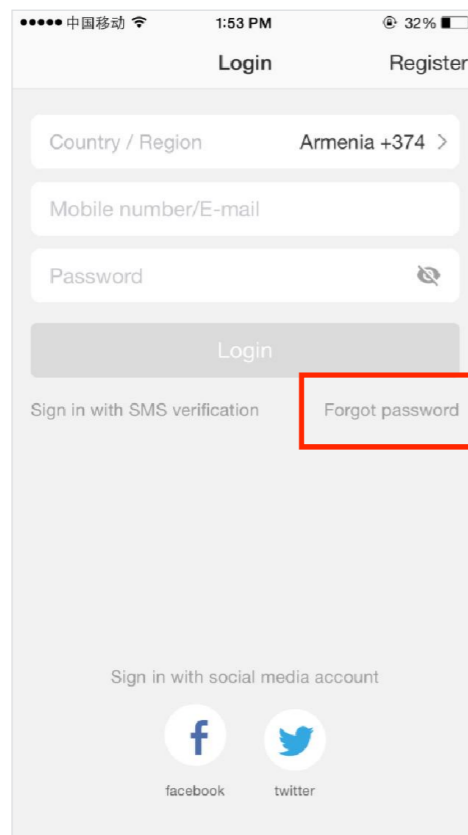 中国移动 1:53 PM 32%
Login Register
Country / Region Armenia +374 >
Mobile number/E-mail
Password
Login
Sign in with SMS verification Forgot password
Sign in with social media account
f
facebook twitter